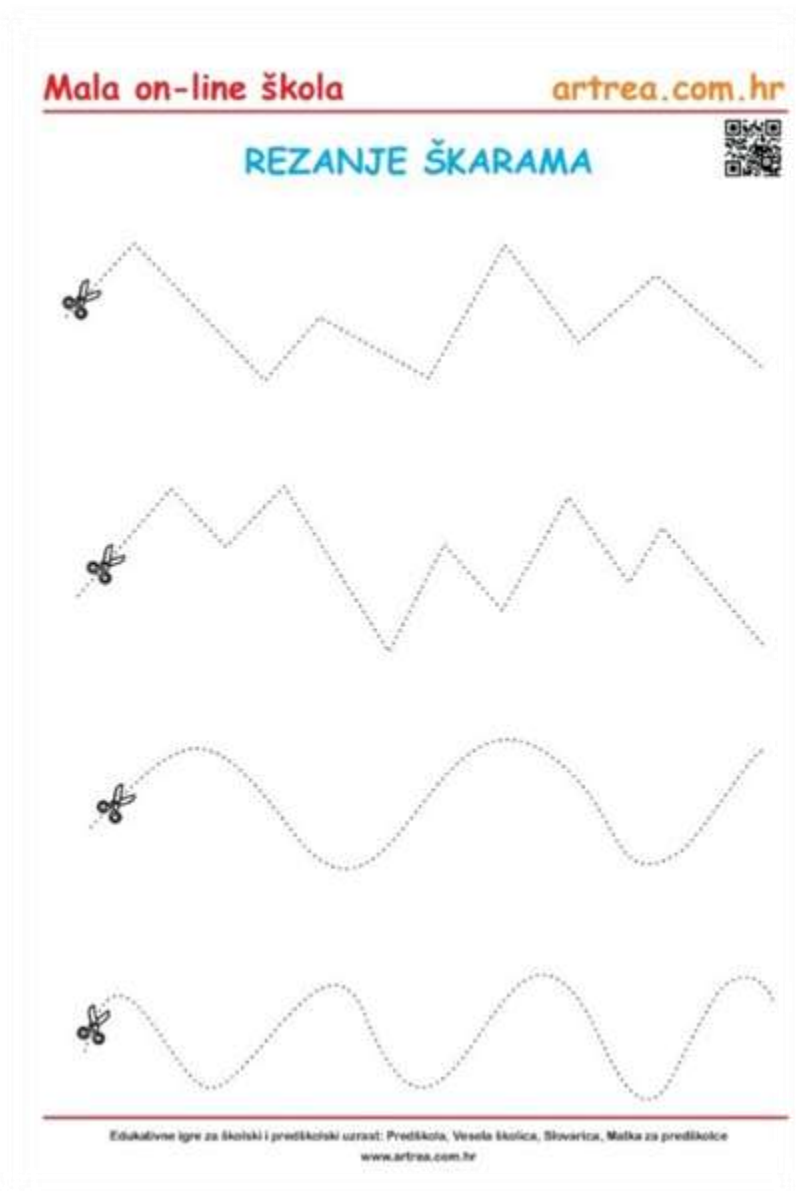 Mala on-line škola
artrea.com.hr
REZANJE ŠKARAMA
Edukativne igre za školski i predškolski uzrast: Predškola, Vesela školica, Slovarica, Matka za predškolce
www.artrea.com.hr